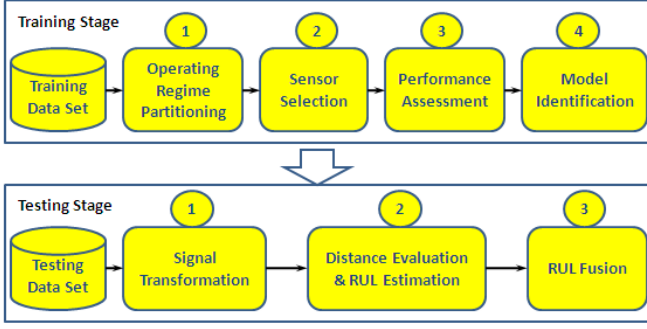 Training Stage
1
2
3
4
Training
Data Set
Operating
Regime
Partitioning
Sensor
Selection
Performance
Assessment
Model
Identification
Testing Stage
1
2
3
Testing
Data Set
Signal
Transformation
Distance Evaluation
& RUL Estimation
RUL Fusion